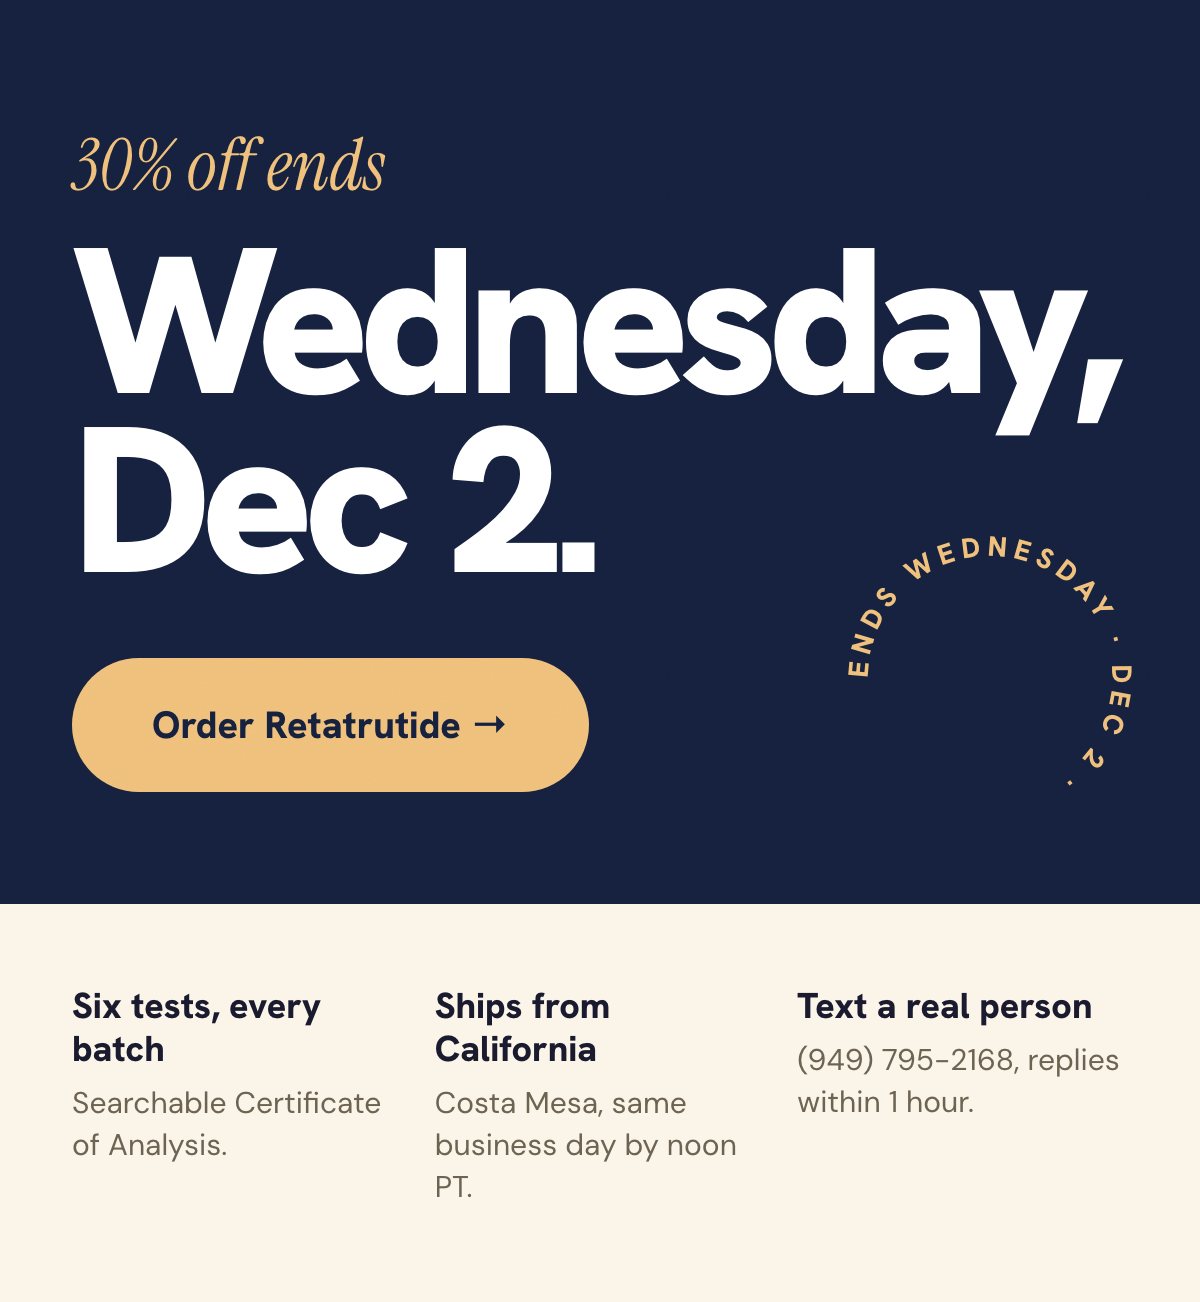 30% off ends
Wednesday,
Dec 2.
ENDS WEDNESDAY · DEC 2 ·
Order Retatrutide →
Six tests, every
batch
Searchable Certificate
of Analysis.
Ships from
California
Costa Mesa, same
business day by noon
PT.
Text a real person
(949) 795-2168, replies
within 1 hour.